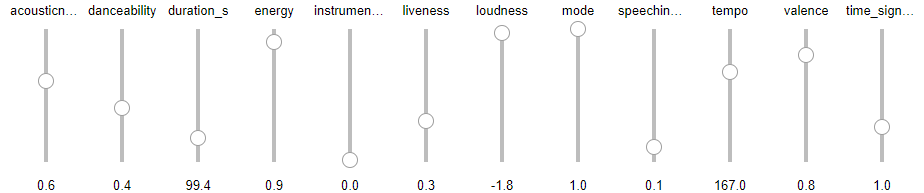 acousticn... danceability duration_s energy instrumen... liveness loudness mode speechin... tempo valence time_sign...
0.6 0.4 99.4 0.9 0.0 0.3 -1.8 1.0 0.1 167.0 0.8 1.0